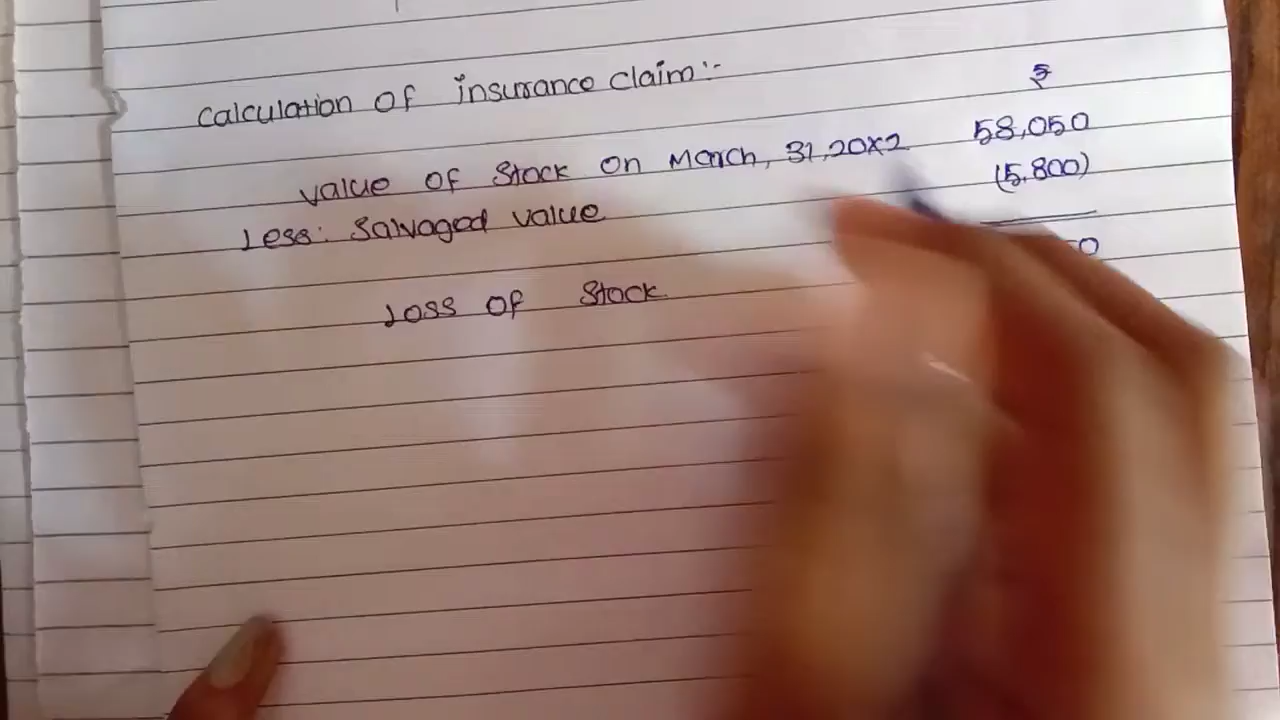 Calculation of insurance claim:-
₹
Value of Stock on March, 31, 20X2 58,050
Less: Salvaged value (5,800)
Loss of Stock